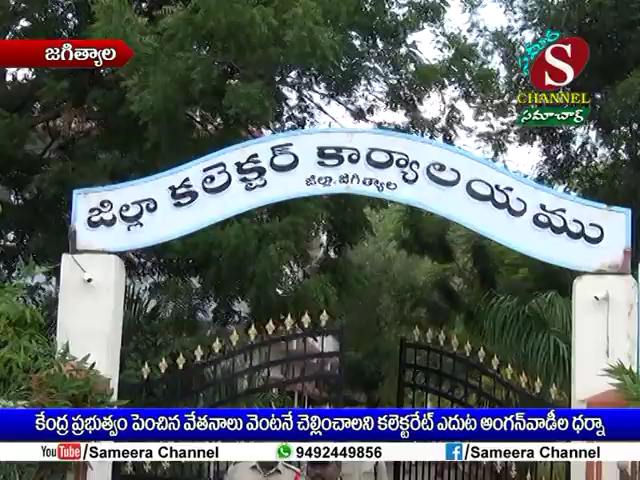 జగిత్యాల
సమీర
S
CHANNEL
సమాచార్
జిల్లా కలెక్టర్ కార్యాలయము
జిల్లా. జగిత్యాల
కేంద్ర ప్రభుత్వం పెంచిన వేతనాలు వెంటనే చెల్లించాలని కలెక్టరేట్ ఎదుట అంగన్‌వాడీల ధర్నా
YouTube /Sameera Channel 9492449856 f/Sameera Channel